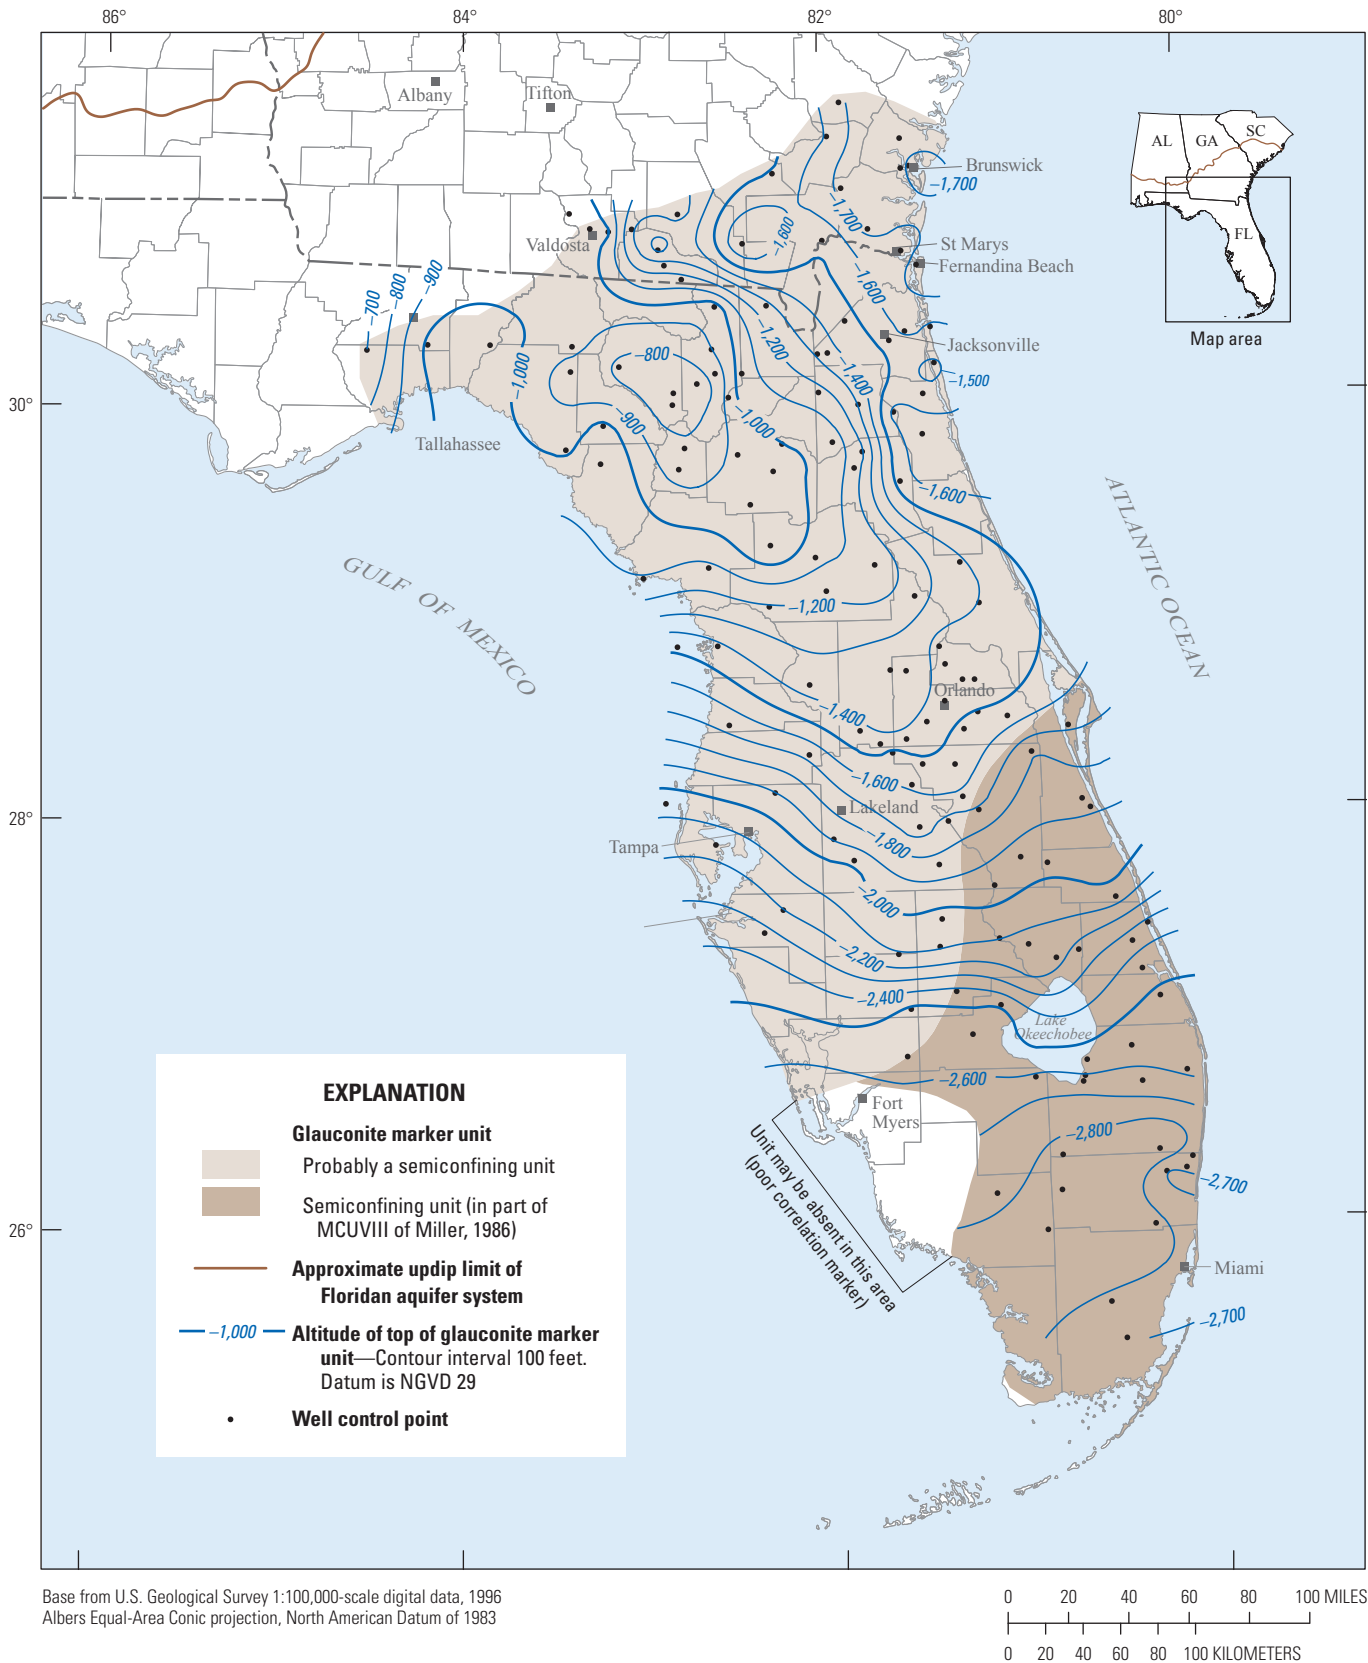 86°
84°
82°
80°
Albany
Tifton
Brunswick
–1,700
–1,600
–1,700
Valdosta
St Marys
Fernandina Beach
–700
–800
–900
–1,600
Jacksonville
–1,200
–1,400
–1,500
–800
–1,000
–900
–1,000
30°
Tallahassee
–1,600
ATLANTIC OCEAN
GULF OF MEXICO
–1,200
Orlando
–1,400
–1,600
28°
Lakeland
Tampa
–1,800
–2,000
–2,200
–2,400
Lake
Okeechobee
–2,600
Fort
Myers
–2,800
–2,700
26°
Miami
–2,700
Unit may be absent in this area
(poor correlation marker)
AL
GA
SC
FL
Map area
EXPLANATION
Glauconite marker unit
Probably a semiconfining unit
Semiconfining unit (in part of
MCUVIII of Miller, 1986)
Approximate updip limit of
Floridan aquifer system
–1,000
Altitude of top of glauconite marker
unit—Contour interval 100 feet.
Datum is NGVD 29
Well control point
Base from U.S. Geological Survey 1:100,000-scale digital data, 1996
Albers Equal-Area Conic projection, North American Datum of 1983
0 20 40 60 80 100 MILES
0 20 40 60 80 100 KILOMETERS